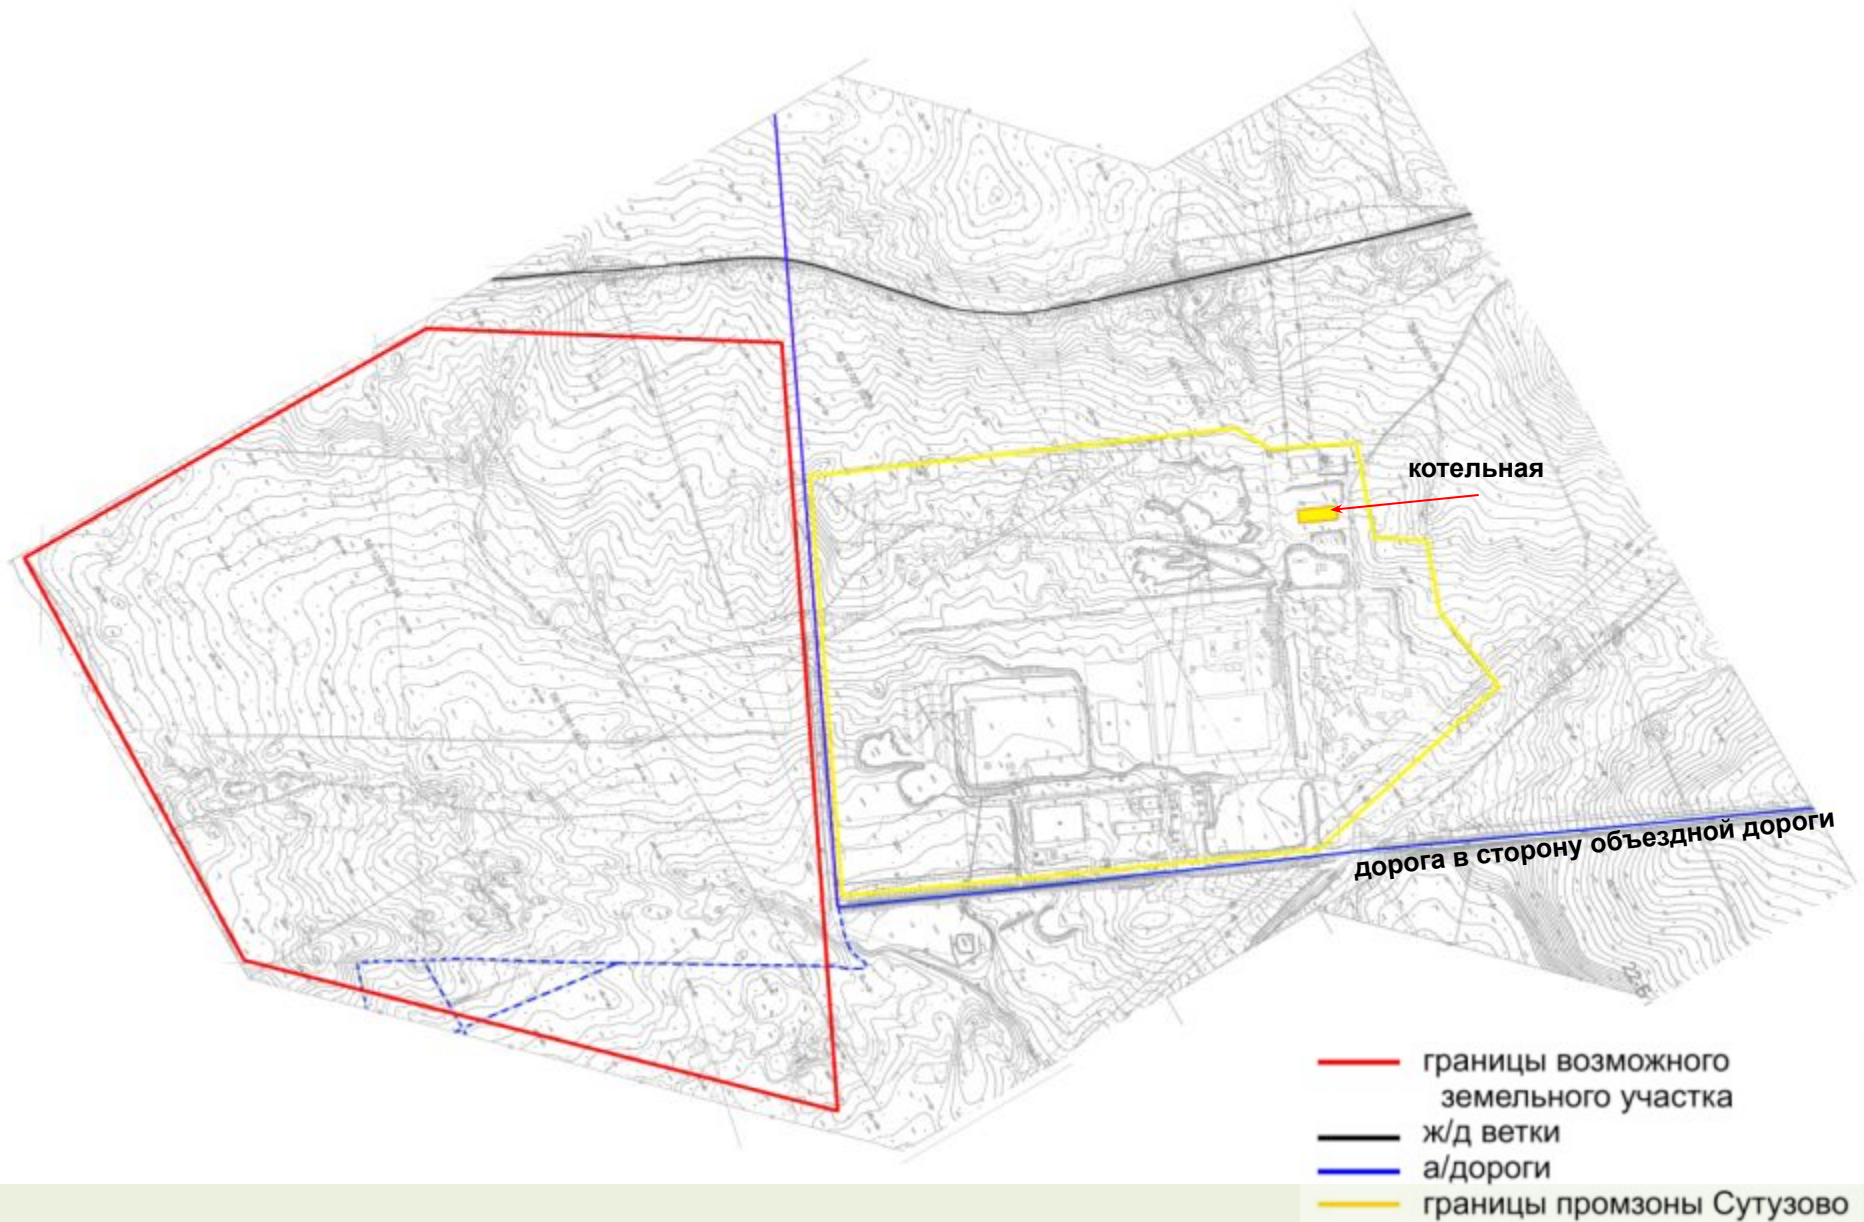 котельная
дорога в сторону объездной дороги
границы возможного
земельного участка
ж/д ветки
а/дороги
границы промзоны Сутузово